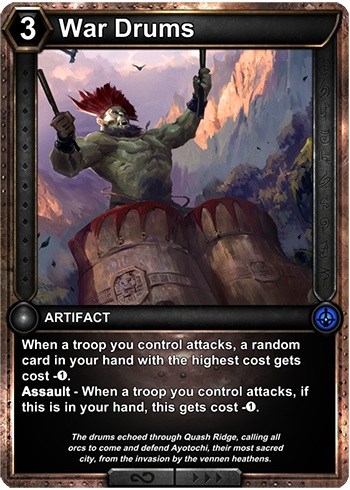 3 War Drums
ARTIFACT
When a troop you control attacks, a random
card in your hand with the highest cost gets
cost -1.
Assault - When a troop you control attacks, if
this is in your hand, this gets cost -1.
The drums echoed through Quash Ridge, calling all
orcs to come and defend Ayotochi, their most sacred
city, from the invasion by the vennen heathens.